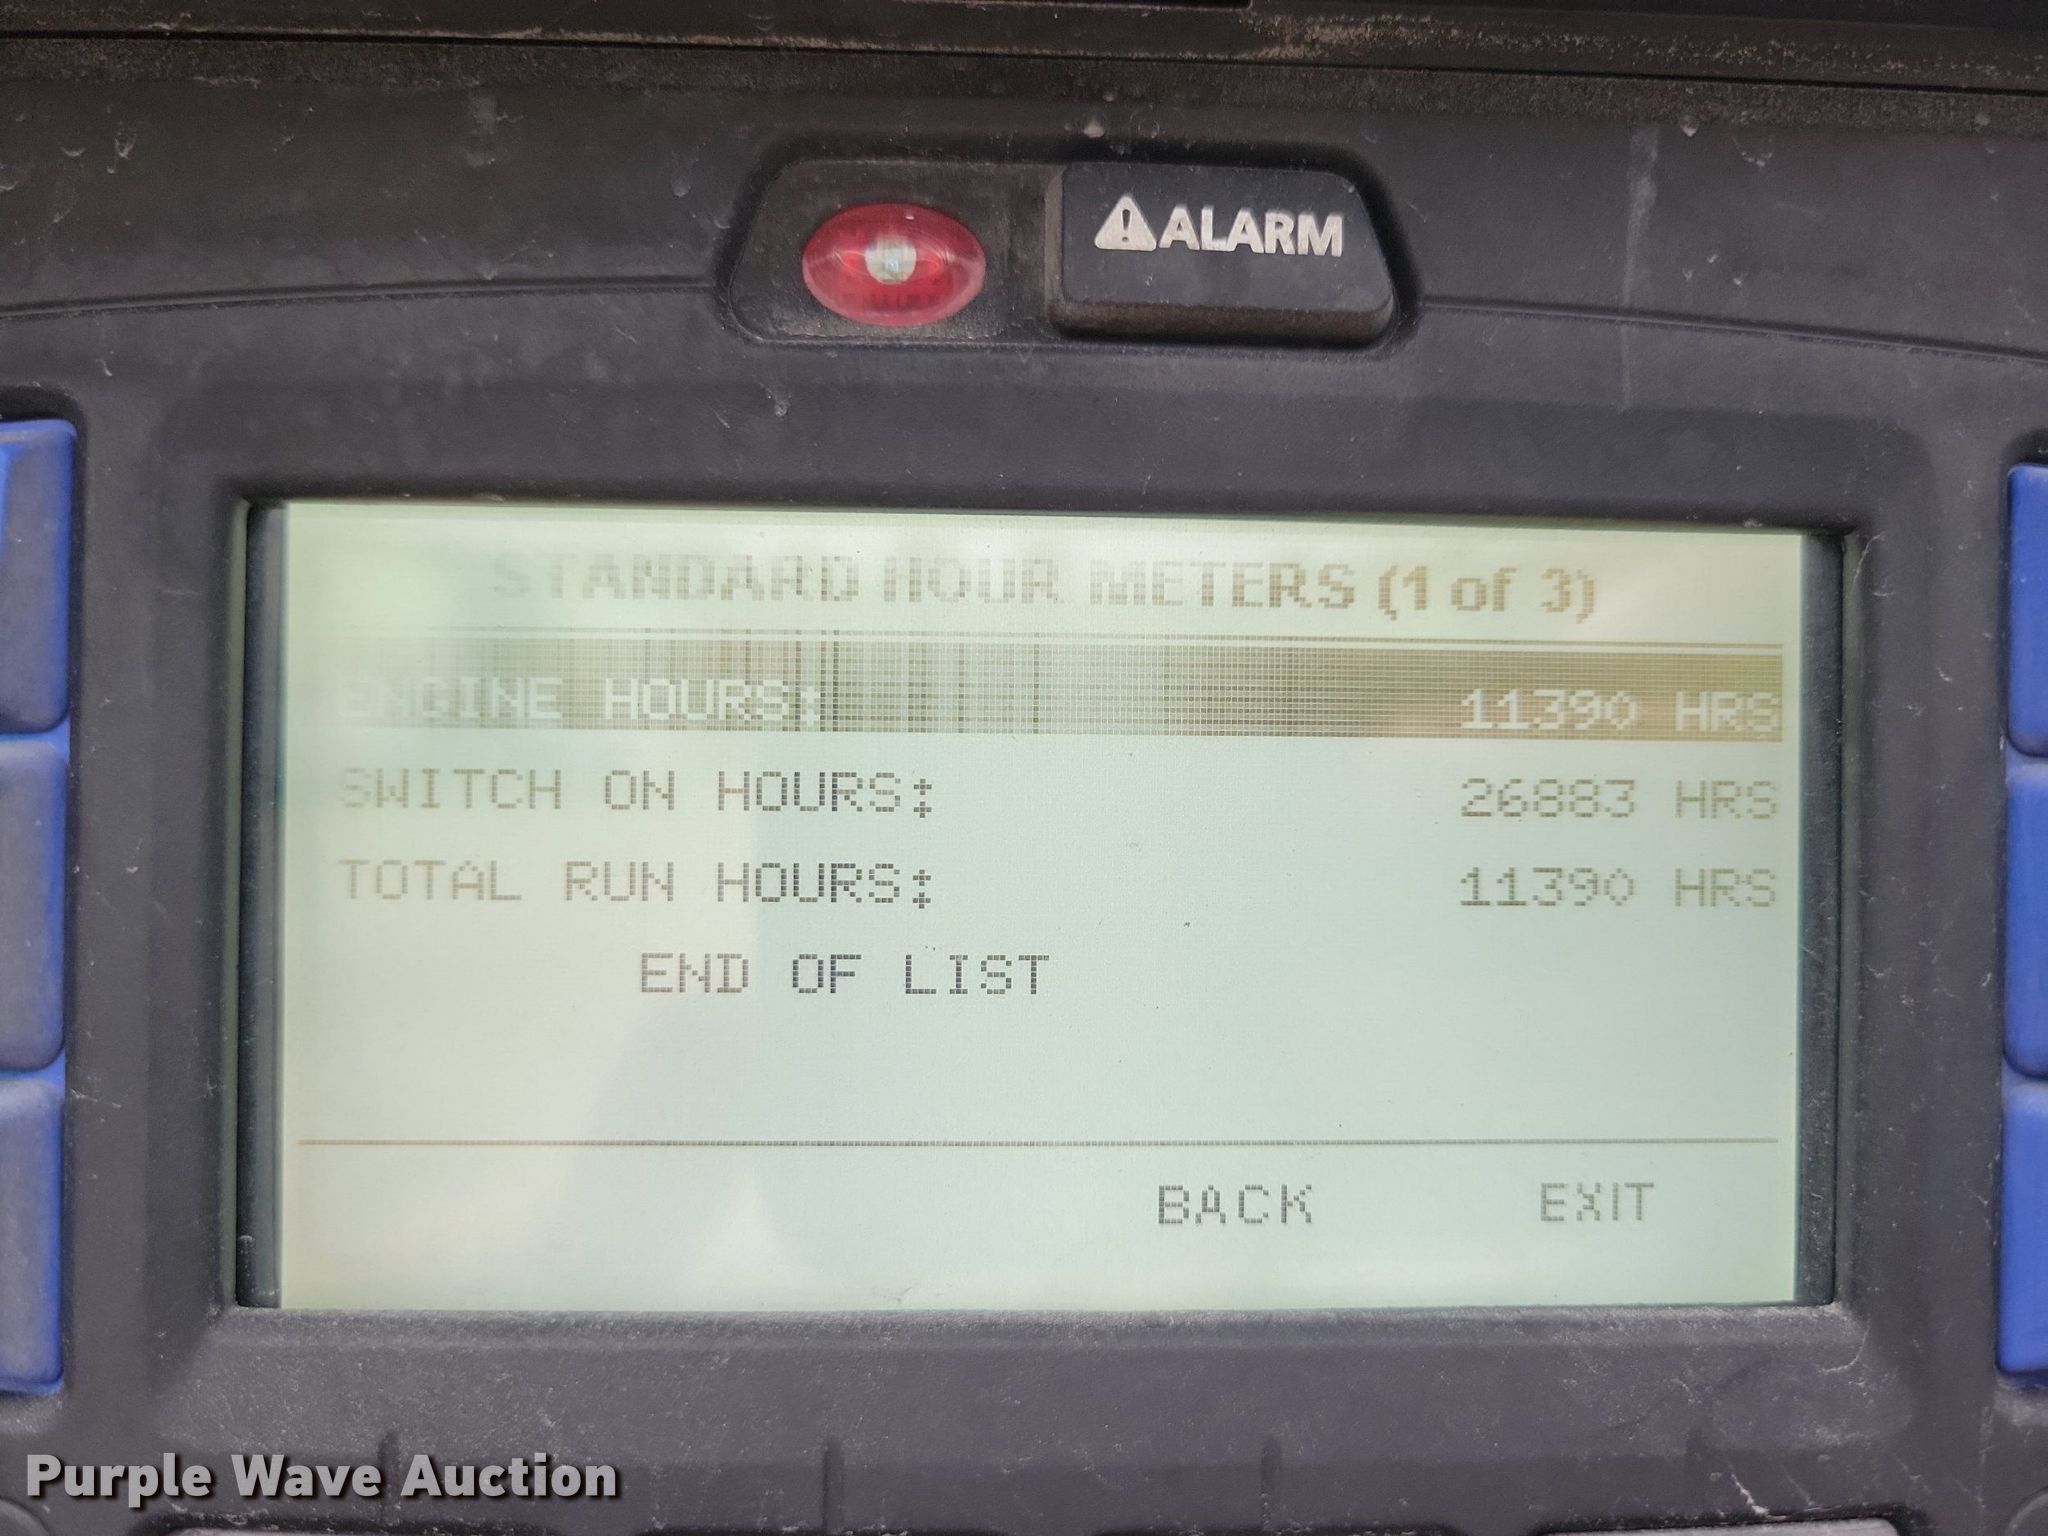 ALARM
STANDARD HOUR METERS (1 of 3)
ENGINE HOURS: 11390 HRS
SWITCH ON HOURS: 26883 HRS
TOTAL RUN HOURS: 11390 HRS
END OF LIST
BACK EXIT
Purple Wave Auction